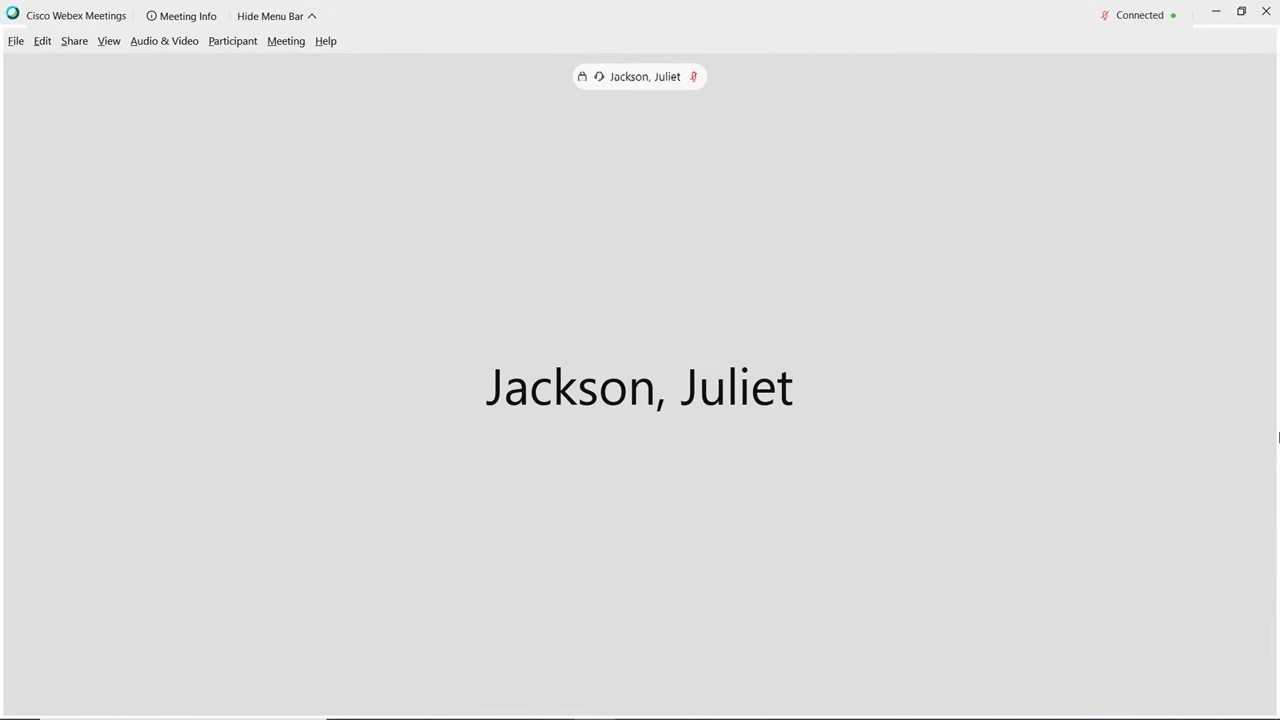 Cisco Webex Meetings Meeting Info Hide Menu Bar Connected
File Edit Share View Audio & Video Participant Meeting Help
Jackson, Juliet
Jackson, Juliet